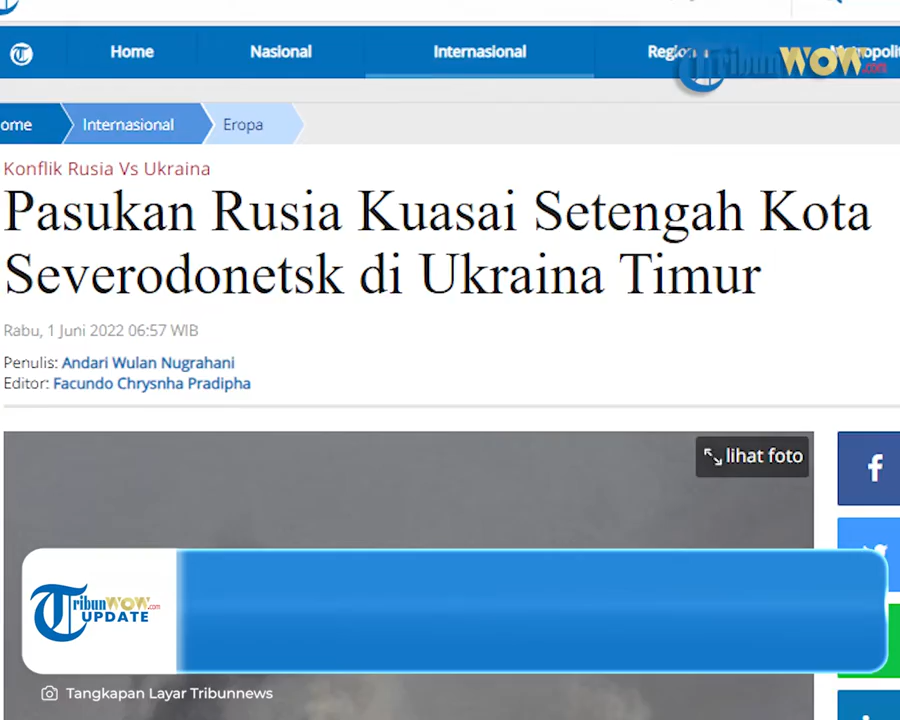 Home Nasional Internasional
TribunWOW.com
ome Internasional Eropa
Konflik Rusia Vs Ukraina
Pasukan Rusia Kuasai Setengah Kota
Severodonetsk di Ukraina Timur
Rabu, 1 Juni 2022 06:57 WIB
Penulis: Andari Wulan Nugrahani
Editor: Facundo Chrysnha Pradipha
lihat foto
f
TribunWOW.com
UPDATE
Tangkapan Layar Tribunnews